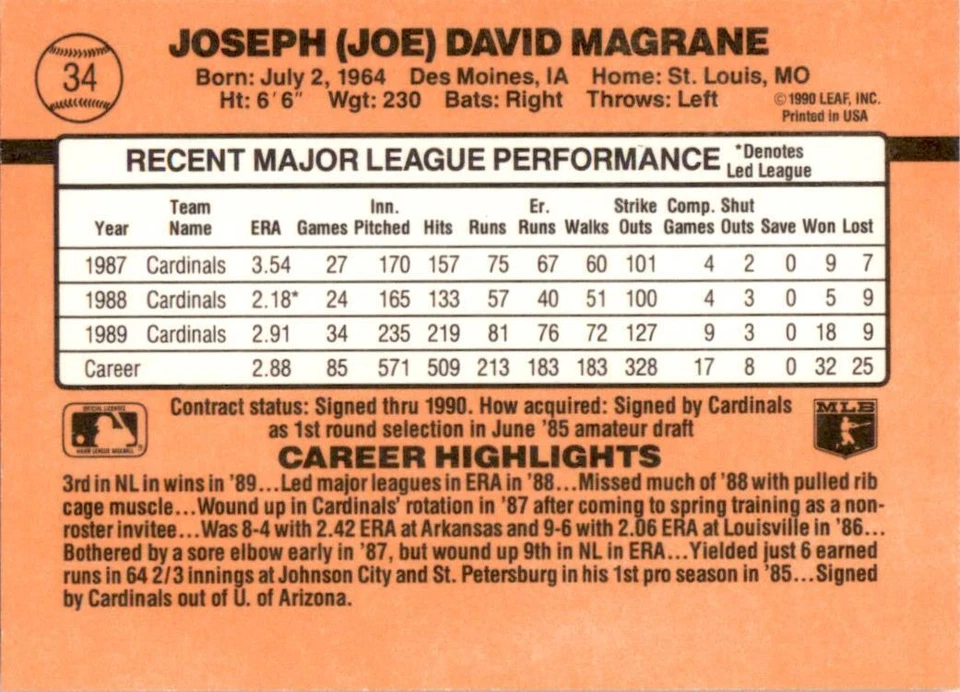 34
JOSEPH (JOE) DAVID MAGRANE
Born: July 2, 1964 Des Moines, IA Home: St. Louis, MO
Ht: 6'6" Wgt: 230 Bats: Right Throws: Left
©1990 LEAF, INC.
Printed in USA
RECENT MAJOR LEAGUE PERFORMANCE *Denotes Led League
Year Team Name ERA Games Inn. Pitched Hits Runs Er. Runs Walks Strike Outs Comp. Games Shut Outs Save Won Lost
1987 Cardinals 3.54 27 170 157 75 67 60 101 4 2 0 9 7
1988 Cardinals 2.18* 24 165 133 57 40 51 100 4 3 0 5 9
1989 Cardinals 2.91 34 235 219 81 76 72 127 9 3 0 18 9
Career 2.88 85 571 509 213 183 183 328 17 8 0 32 25
OFFICIAL LICENSEE
MAJOR LEAGUE BASEBALL
Contract status: Signed thru 1990. How acquired: Signed by Cardinals
as 1st round selection in June '85 amateur draft
MLB
CAREER HIGHLIGHTS
3rd in NL in wins in '89...Led major leagues in ERA in '88...Missed much of '88 with pulled rib
cage muscle...Wound up in Cardinals' rotation in '87 after coming to spring training as a non-
roster invitee...Was 8-4 with 2.42 ERA at Arkansas and 9-6 with 2.06 ERA at Louisville in '86...
Bothered by a sore elbow early in '87, but wound up 9th in NL in ERA...Yielded just 6 earned
runs in 64 2/3 innings at Johnson City and St. Petersburg in his 1st pro season in '85...Signed
by Cardinals out of U. of Arizona.